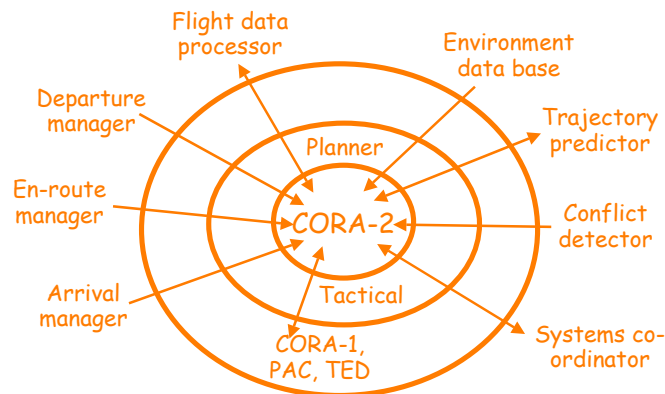 Flight data
processor
Environment
data base
Departure
manager
Trajectory
predictor
Planner
En-route
manager
CORA-2
Conflict
detector
Arrival
manager
Tactical
CORA-1,
PAC, TED
Systems co-
ordinator